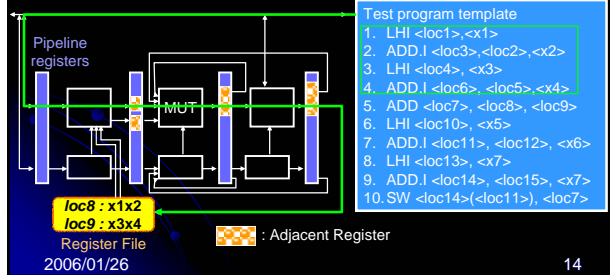 Pipeline
registers
MUT
loc8 : x1x2
loc9 : x3x4
Register File
: Adjacent Register
Test program template
1. LHI <loc1>,<x1>
2. ADD.I <loc3>,<loc2>,<x2>
3. LHI <loc4>, <x3>
4. ADD.I <loc6>, <loc5>,<x4>
5. ADD <loc7>, <loc8>, <loc9>
6. LHI <loc10>, <x5>
7. ADD.I <loc11>, <loc12>, <x6>
8. LHI <loc13>, <x7>
9. ADD.I <loc14>, <loc15>, <x7>
10. SW <loc14>(<loc11>), <loc7>
2006/01/26
14